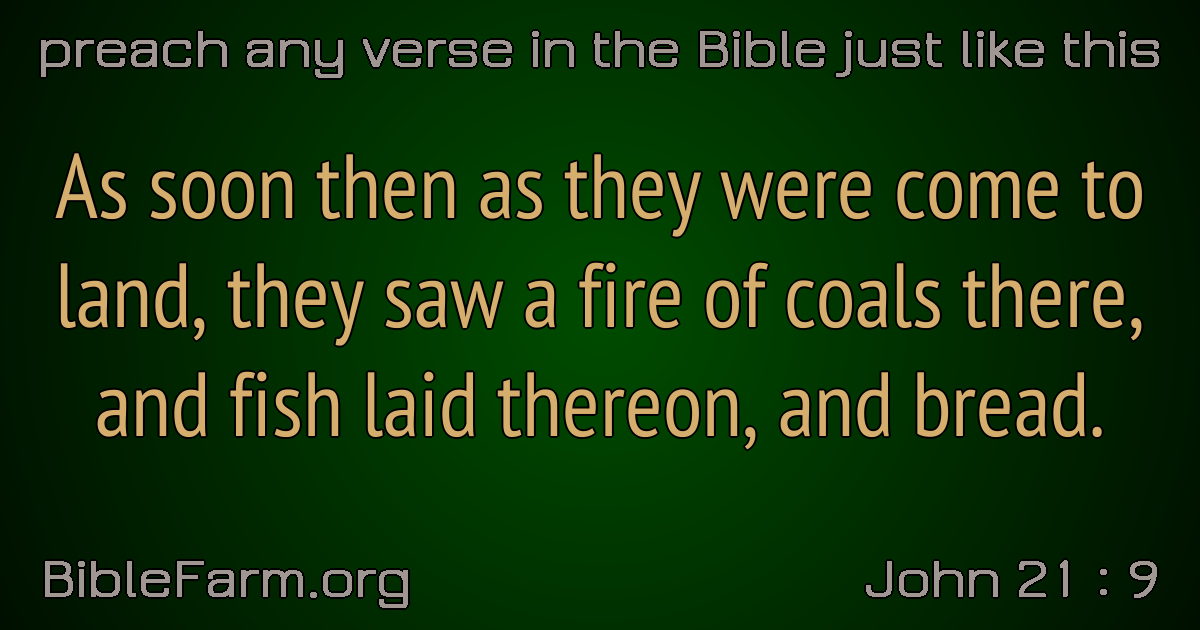 preach any verse in the Bible just like this
As soon then as they were come to
land, they saw a fire of coals there,
and fish laid thereon, and bread.
BibleFarm.org
John 21 : 9